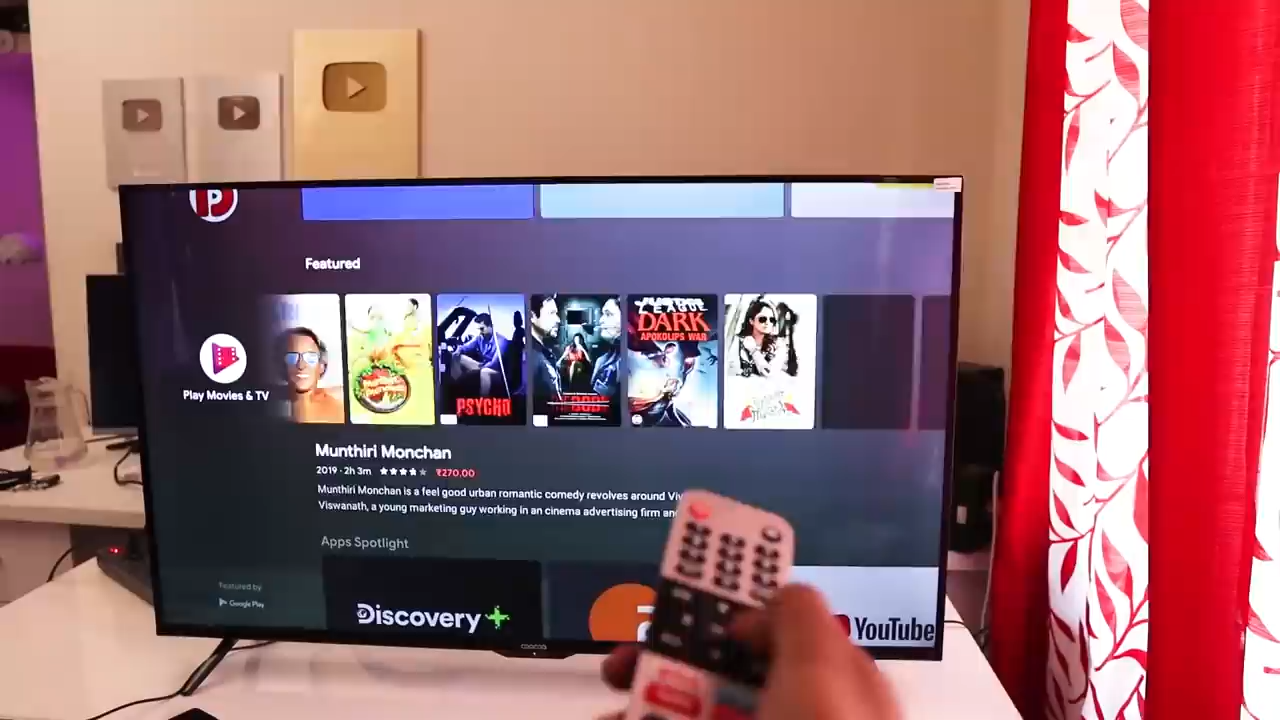 Featured
Play Movies & TV
PSYCHO
JUSTICE LEAGUE
DARK
APOKOLIPS WAR
Munthiri Monchan
2019 · 2h 3m ₹270.00
Munthiri Monchan is a feel good urban romantic comedy revolves around
Viswanath, a young marketing guy working in an cinema advertising firm
Apps Spotlight
Featured by
Google Play
Discovery+
YouTube